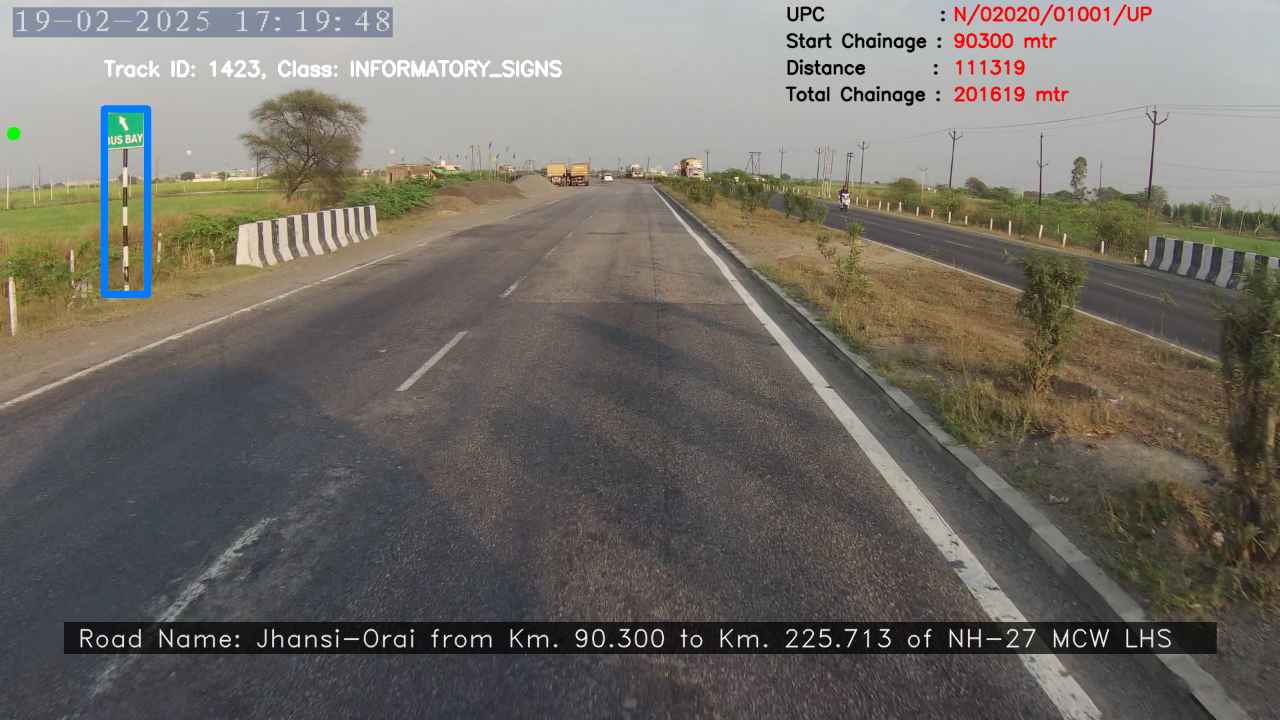 19-02-2025 17:19:48
UPC : N/02020/01001/UP
Start Chainage : 90300 mtr
Distance : 111319
Total Chainage : 201619 mtr
Track ID: 1423, Class: INFORMATORY_SIGNS
BUS BAY
Road Name: Jhansi-Orai from Km. 90.300 to Km. 225.713 of NH-27 MCW LHS